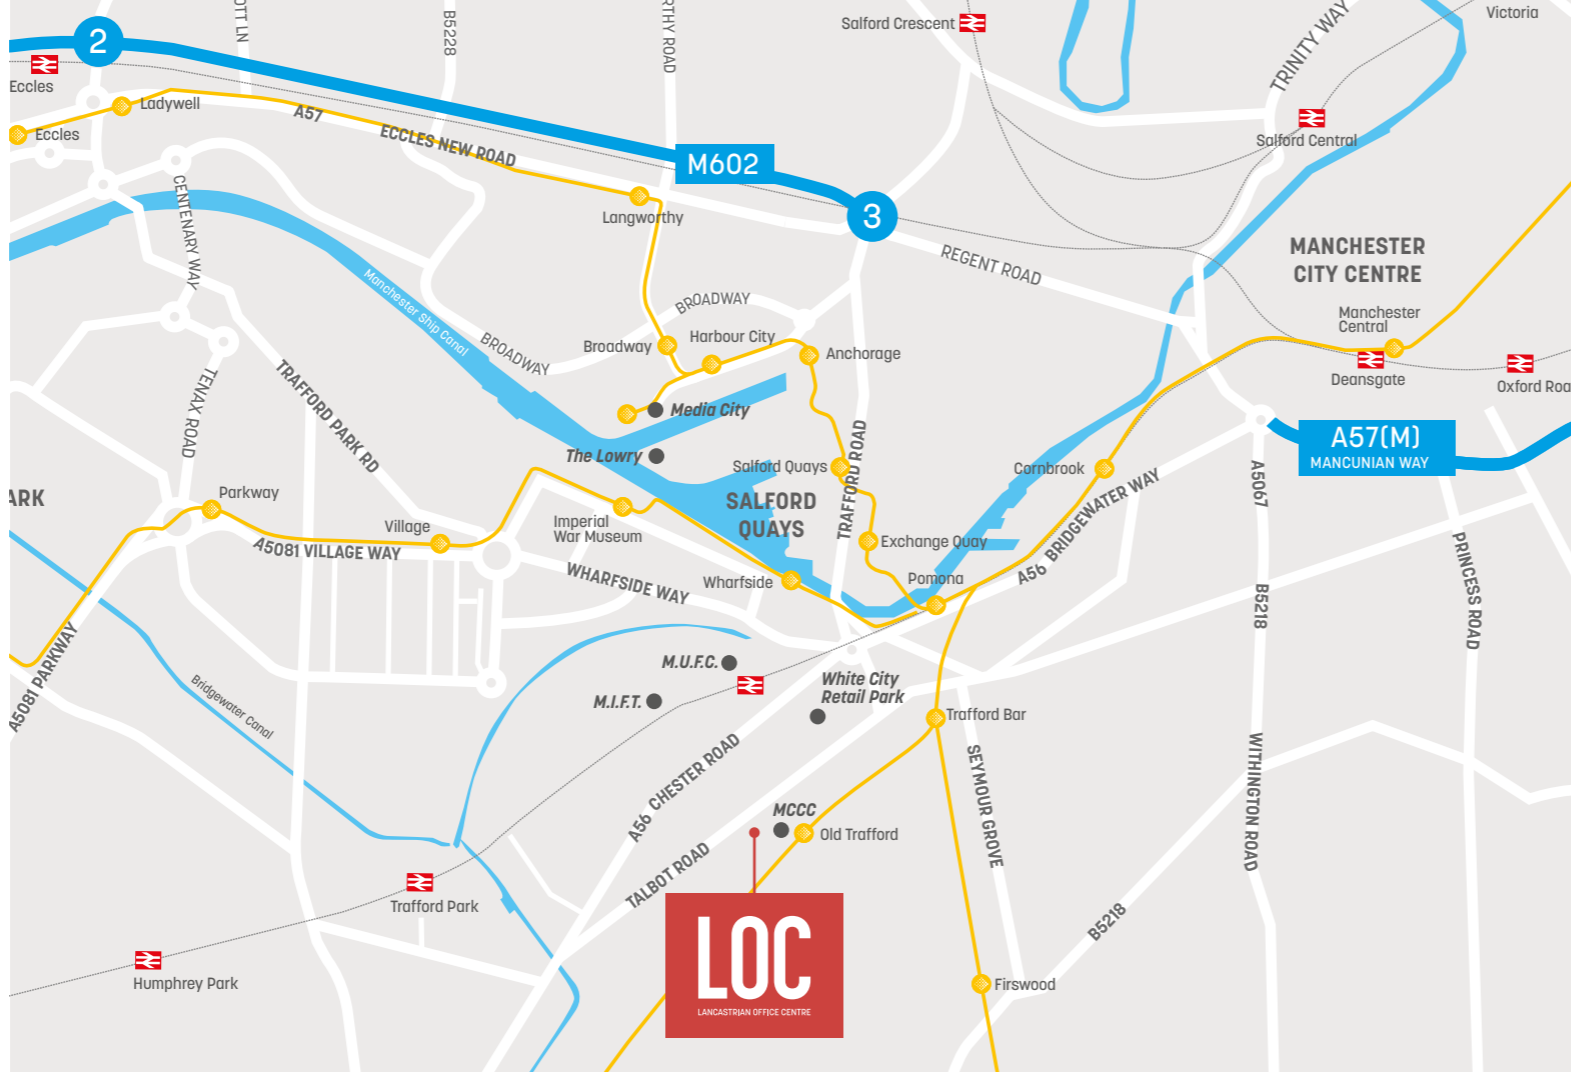 OTT LN
B5228
RTHY ROAD
Salford Crescent
TRINITY WAY
Victoria
2
Eccles
Ladywell
A57
Eccles
ECCLES NEW ROAD
M602
Salford Central
CENTENARY WAY
Langworthy
3
REGENT ROAD
MANCHESTER
CITY CENTRE
Manchester Ship Canal
BROADWAY
BROADWAY
Broadway
Harbour City
Anchorage
Manchester
Central
Deansgate
Oxford Roa
TENAX ROAD
TRAFFORD PARK RD
Media City
The Lowry
Salford Quays
TRAFFORD ROAD
Cornbrook
A57(M)
MANCUNIAN WAY
ARK
Parkway
Village
A5081 VILLAGE WAY
Imperial
War Museum
SALFORD
QUAYS
Exchange Quay
A56 BRIDGEWATER WAY
A5067
WHARFSIDE WAY
Wharfside
Pomona
B5218
PRINCESS ROAD
A5081 PARKWAY
Bridgewater Canal
M.U.F.C.
M.I.F.T.
White City
Retail Park
Trafford Bar
A56 CHESTER ROAD
SEYMOUR GROVE
WITHINGTON ROAD
MCCC
Old Trafford
TALBOT ROAD
Trafford Park
B5218
Humphrey Park
LOC
LANCASTRIAN OFFICE CENTRE
Firswood